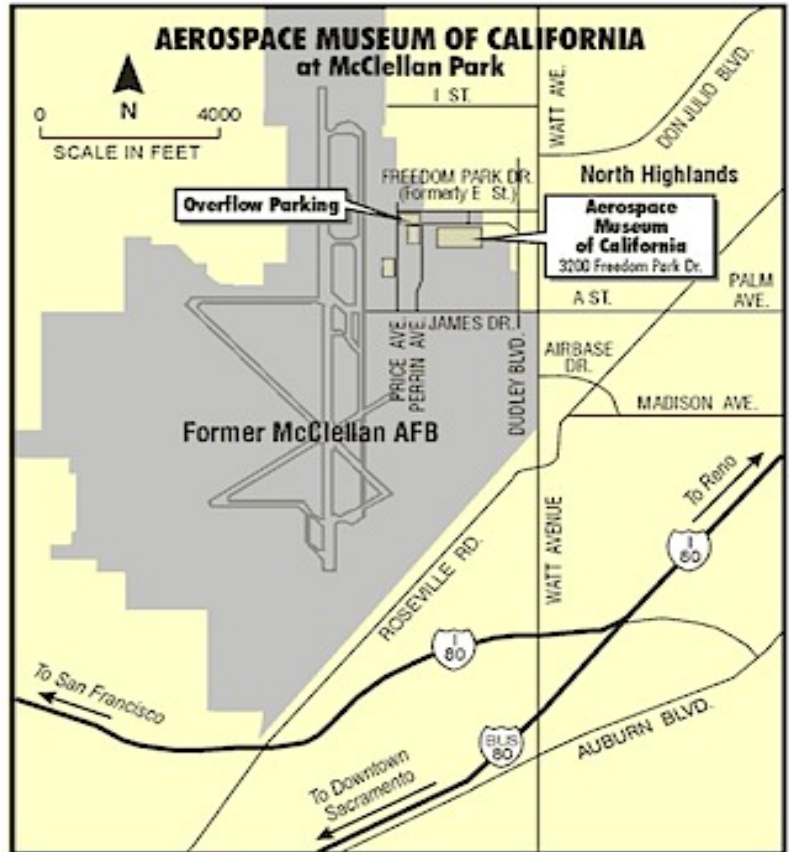 AEROSPACE MUSEUM OF CALIFORNIA
at McClellan Park
N
0 4000
SCALE IN FEET
I ST.
WATT AVE.
DON JULIO BLVD.
FREEDOM PARK DR.
(Formerly E St.)
North Highlands
Overflow Parking
Aerospace
Museum
of California
3200 Freedom Park Dr.
PALM
AVE.
A ST.
JAMES DR.
PRICE AVE
PERRIN AVE
DUDLEY BLVD.
AIRBASE
DR.
MADISON AVE.
Former McClellan AFB
To Reno
I
80
WATT AVENUE
ROSEVILLE RD.
I
80
To San Francisco
BUS
80
AUBURN BLVD.
To Downtown
Sacramento